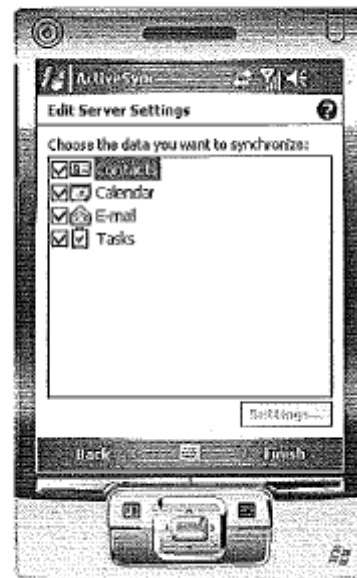 ActiveSync
Edit Server Settings
Choose the data you want to synchronize:
Contacts
Calendar
E-mail
Tasks
Settings...
Back Finish